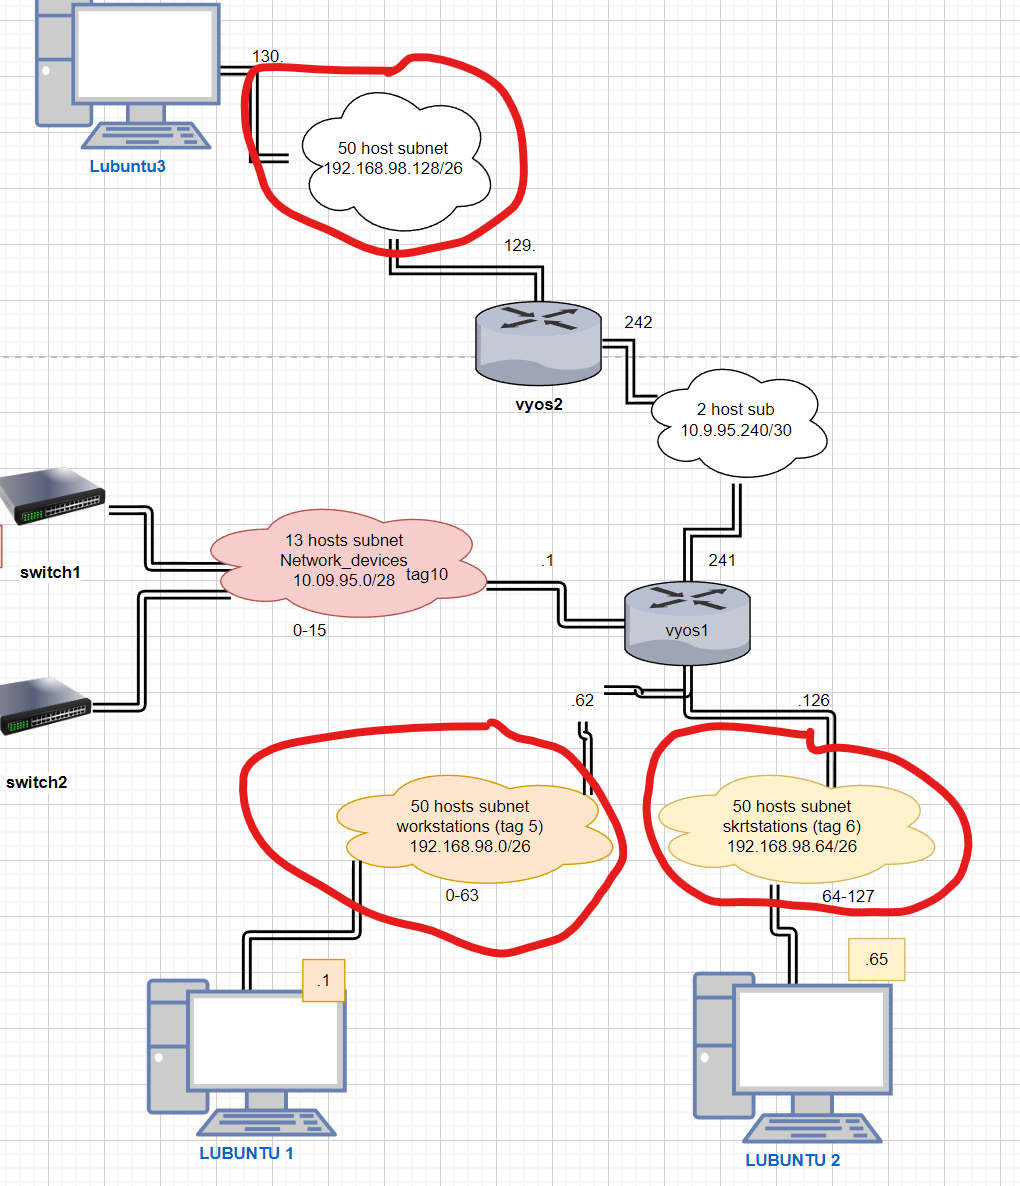 130.
50 host subnet
192.168.98.128/26
Lubuntu3
129.
242
vyos2
2 host sub
10.9.95.240/30
13 hosts subnet
Network_devices
10.09.95.0/28
tag10
.1
241
switch1
0-15
vyos1
.62
.126
switch2
50 hosts subnet
workstations (tag 5)
192.168.98.0/26
50 hosts subnet
skrtstations (tag 6)
192.168.98.64/26
0-63
64-127
.1
.65
LUBUNTU 1
LUBUNTU 2